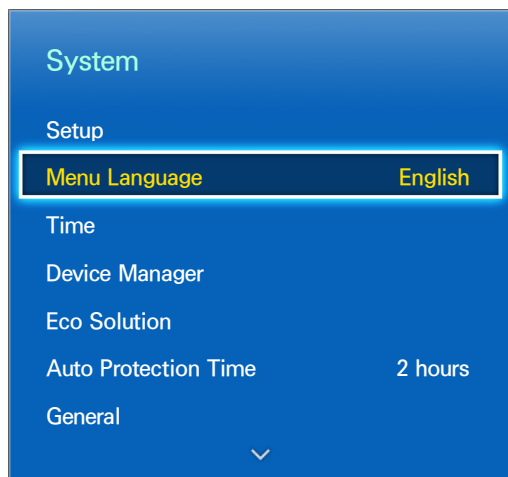 System
Setup
Menu Language English
Time
Device Manager
Eco Solution
Auto Protection Time 2 hours
General